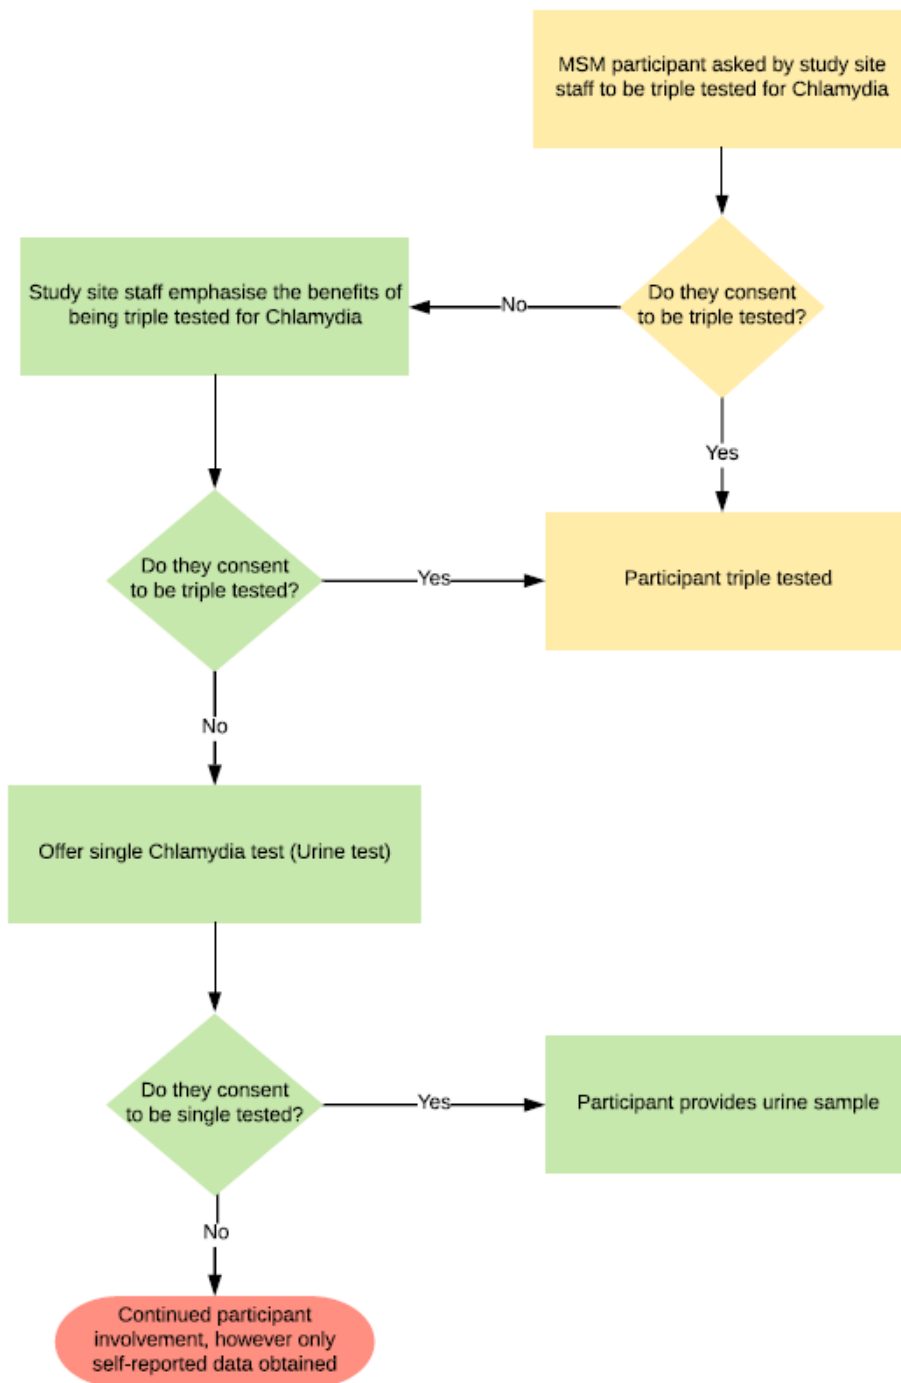 MSM participant asked by study site
staff to be triple tested for Chlamydia
Do they consent
to be triple tested?
No
Study site staff emphasise the benefits of
being triple tested for Chlamydia
Yes
Do they consent
to be triple tested?
Yes
Participant triple tested
No
Offer single Chlamydia test (Urine test)
Do they consent
to be single tested?
Yes
Participant provides urine sample
No
Continued participant
involvement, however only
self-reported data obtained